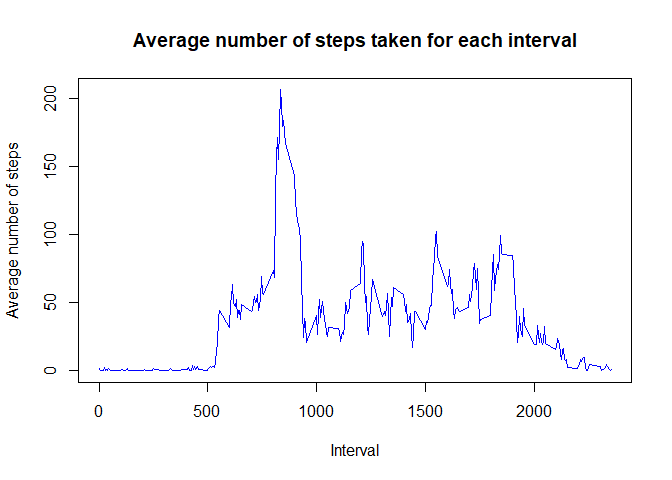 Average number of steps taken for each interval
Average number of steps
200
150
100
50
0
0 500 1000 1500 2000
Interval